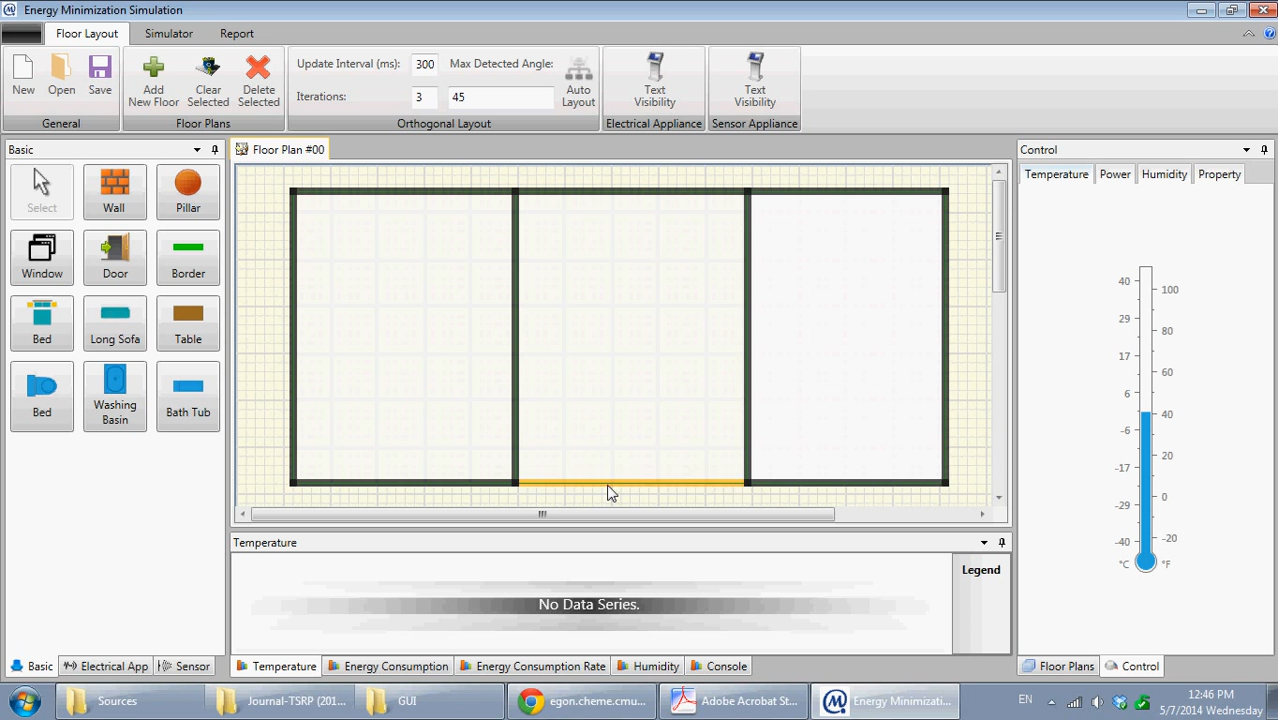 Energy Minimization Simulation
Floor Layout Simulator Report
Update Interval (ms): 300 Max Detected Angle:
Iterations: 3 45
New Open Save
Add New Floor
Clear Selected
Delete Selected
Auto Layout
Text Visibility
Text Visibility
General Floor Plans Orthogonal Layout Electrical Appliance Sensor Appliance
Basic
Floor Plan #00
Control
Select Wall Pillar
Window Door Border
Bed Long Sofa Table
Bed Washing Basin Bath Tub
Temperature Power Humidity Property
40 100
29 80
17 60
6 40
-6 20
-17 0
-29 -20
-40
°C °F
Temperature
No Data Series.
Legend
Basic Electrical App Sensor
Temperature Energy Consumption Energy Consumption Rate Humidity Console
Floor Plans Control
Sources Journal-TSRP (201... GUI egon.cheme.cmu... Adobe Acrobat St... Energy Minimizati...
EN
12:46 PM
5/7/2014 Wednesday